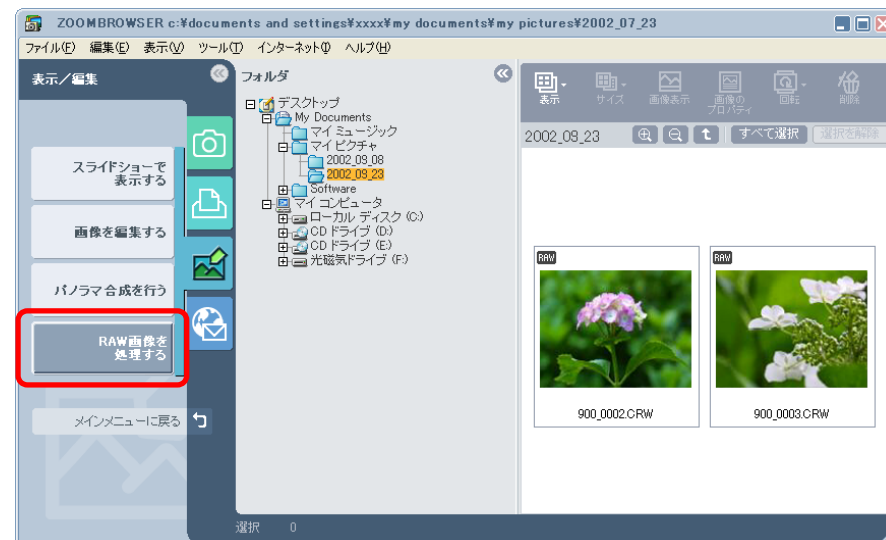 ZOOMBROWSER c:¥documents and settings¥xxxx¥my documents¥my pictures¥2002_07_23
ファイル(F) 編集(E) 表示(V) ツール(T) インターネット(I) ヘルプ(H)
表示／編集
スライドショーで
表示する
画像を編集する
パノラマ合成を行う
RAW画像を
処理する
メインメニューに戻る
フォルダ
デスクトップ
My Documents
マイ ミュージック
マイ ピクチャ
2002_09_08
2002_09_23
Software
マイ コンピュータ
ローカル ディスク (C:)
CD ドライブ (D:)
CD ドライブ (E:)
光磁気ドライブ (F:)
表示 サイズ 画像表示 画像の
プロパティ 回転 削除
2002_09_23 すべて選択 選択を解除
RAW RAW
900_0002.CRW 900_0003.CRW
選択 0